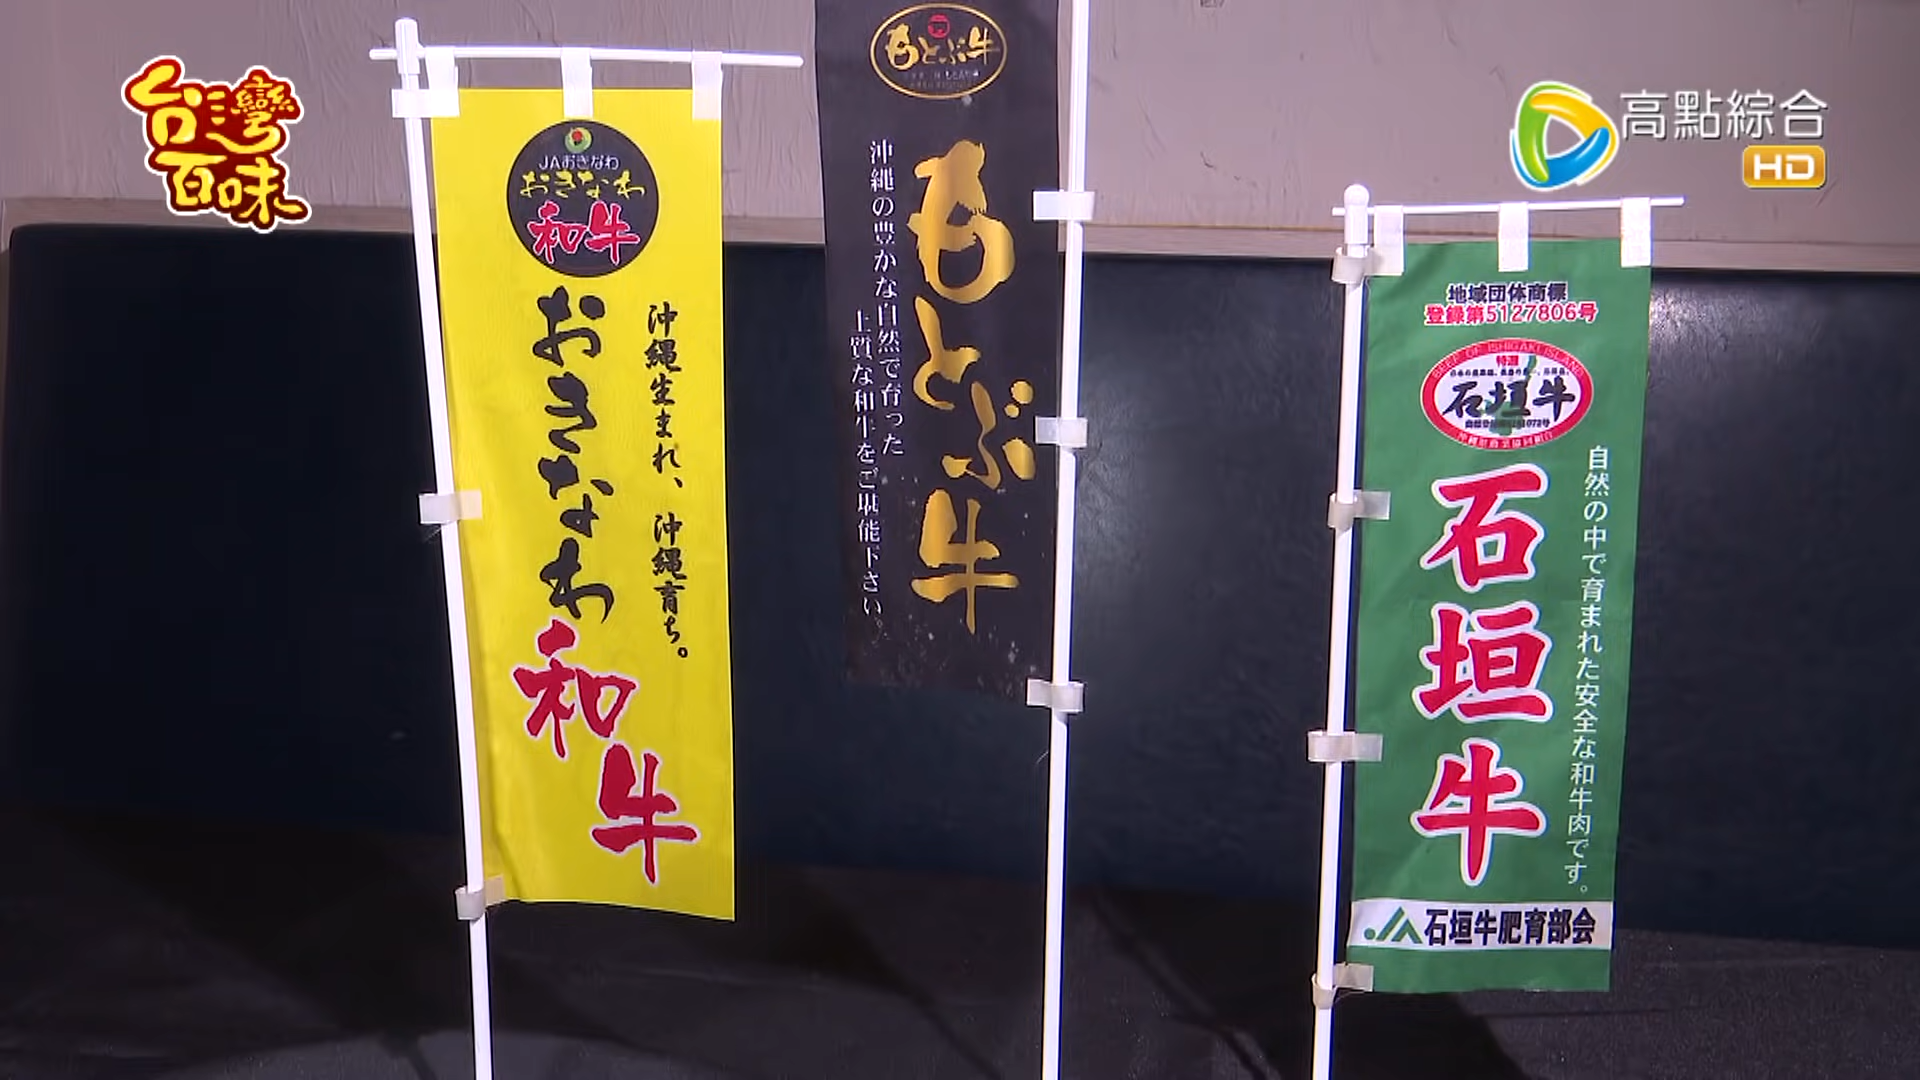 台灣
百味
高點綜合
HD
JAおきなわ
おきなわ
和牛
おきなわ
和牛
沖縄生まれ、沖縄育ち。
もとぶ牛
もとぶ牛
沖縄の豊かな自然で育った
上質な和牛をご堪能下さい。
地域団体商標
登録第5127806号
BEEF OF ISHIGAKI ISLAND
特選
石垣牛
石垣牛
自然の中で育まれた安全な和牛肉です。
JA石垣牛肥育部会